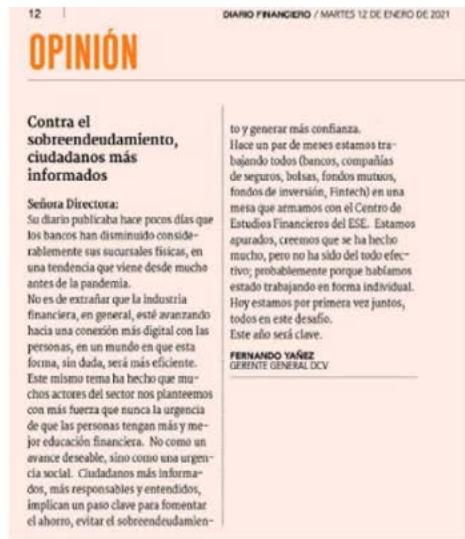 12
DIARIO FINANCIERO / MARTES 12 DE ENERO DE 2021
OPINIÓN
Contra el
sobreendeudamiento,
ciudadanos más
informados
Señora Directora:
Su diario publicaba hace pocos días que
los bancos han disminuido conside-
rablemente sus sucursales físicas, en
una tendencia que viene desde mucho
antes de la pandemia.
No es de extrañar que la industria
financiera, en general, esté avanzando
hacia una conexión más digital con las
personas, en un mundo en que esta
forma, sin duda, será más eficiente.
Este mismo tema ha hecho que mu-
chos actores del sector nos planteemos
con más fuerza que nunca la urgencia
de que las personas tengan más y me-
jor educación financiera. No como un
avance deseable, sino como una urgen-
cia social. Ciudadanos más informa-
dos, más responsables y entendidos,
implican un paso clave para fomentar
el ahorro, evitar el sobreendeudamien-
to y generar más confianza.
Hace un par de meses estamos tra-
bajando todos (bancos, compañías
de seguros, bolsas, fondos mutuos,
fondos de inversión, Fintech) en una
mesa que armamos con el Centro de
Estudios Financieros del ESE. Estamos
apurados, creemos que se ha hecho
mucho, pero no ha sido del todo efec-
tivo; probablemente porque habíamos
estado trabajando en forma individual.
Hoy estamos por primera vez juntos,
todos en este desafío.
Este año será clave.
FERNANDO YAÑEZ
GERENTE GENERAL DCV